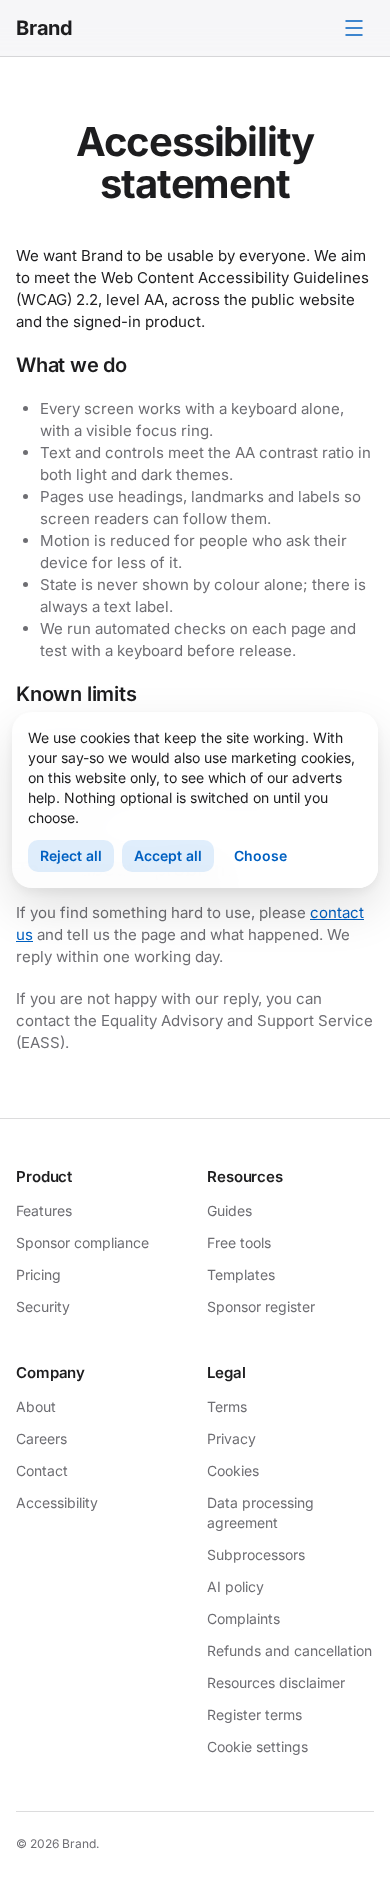 Brand
Accessibility
statement
We want Brand to be usable by everyone. We aim
to meet the Web Content Accessibility Guidelines
(WCAG) 2.2, level AA, across the public website
and the signed-in product.
What we do
Every screen works with a keyboard alone,
with a visible focus ring.
Text and controls meet the AA contrast ratio in
both light and dark themes.
Pages use headings, landmarks and labels so
screen readers can follow them.
Motion is reduced for people who ask their
device for less of it.
State is never shown by colour alone; there is
always a text label.
We run automated checks on each page and
test with a keyboard before release.
Known limits
We use cookies that keep the site working. With
your say-so we would also use marketing cookies,
on this website only, to see which of our adverts
help. Nothing optional is switched on until you
choose.
Reject all
Accept all
Choose
If you find something hard to use, please contact
us and tell us the page and what happened. We
reply within one working day.
If you are not happy with our reply, you can
contact the Equality Advisory and Support Service
(EASS).
Product
Features
Sponsor compliance
Pricing
Security
Resources
Guides
Free tools
Templates
Sponsor register
Company
About
Careers
Contact
Accessibility
Legal
Terms
Privacy
Cookies
Data processing
agreement
Subprocessors
AI policy
Complaints
Refunds and cancellation
Resources disclaimer
Register terms
Cookie settings
© 2026 Brand.